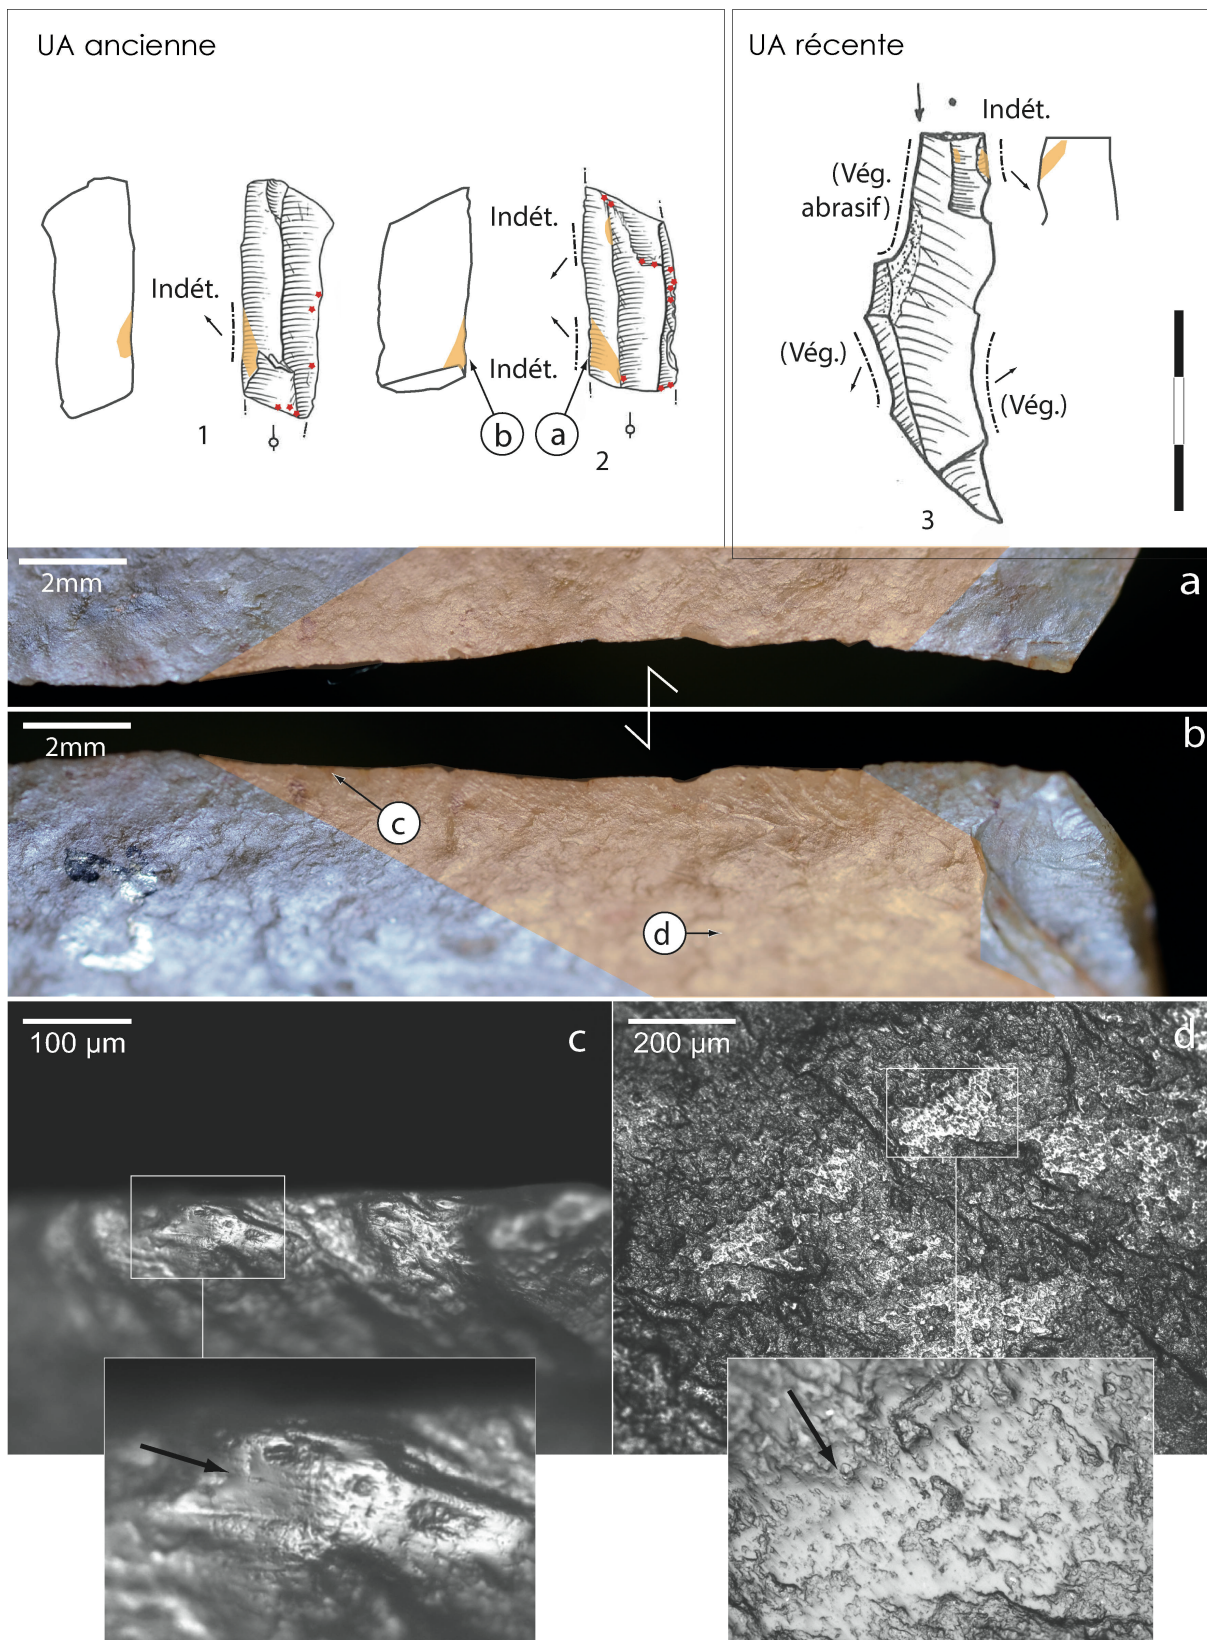 UA ancienne
UA récente
Indét.
Indét.
Indét.
b
a
1
2
Indét.
(Vég.
abrasif)
(Vég.)
(Vég.)
3
2mm
a
2mm
b
c
d
100 µm
c
200 µm
d